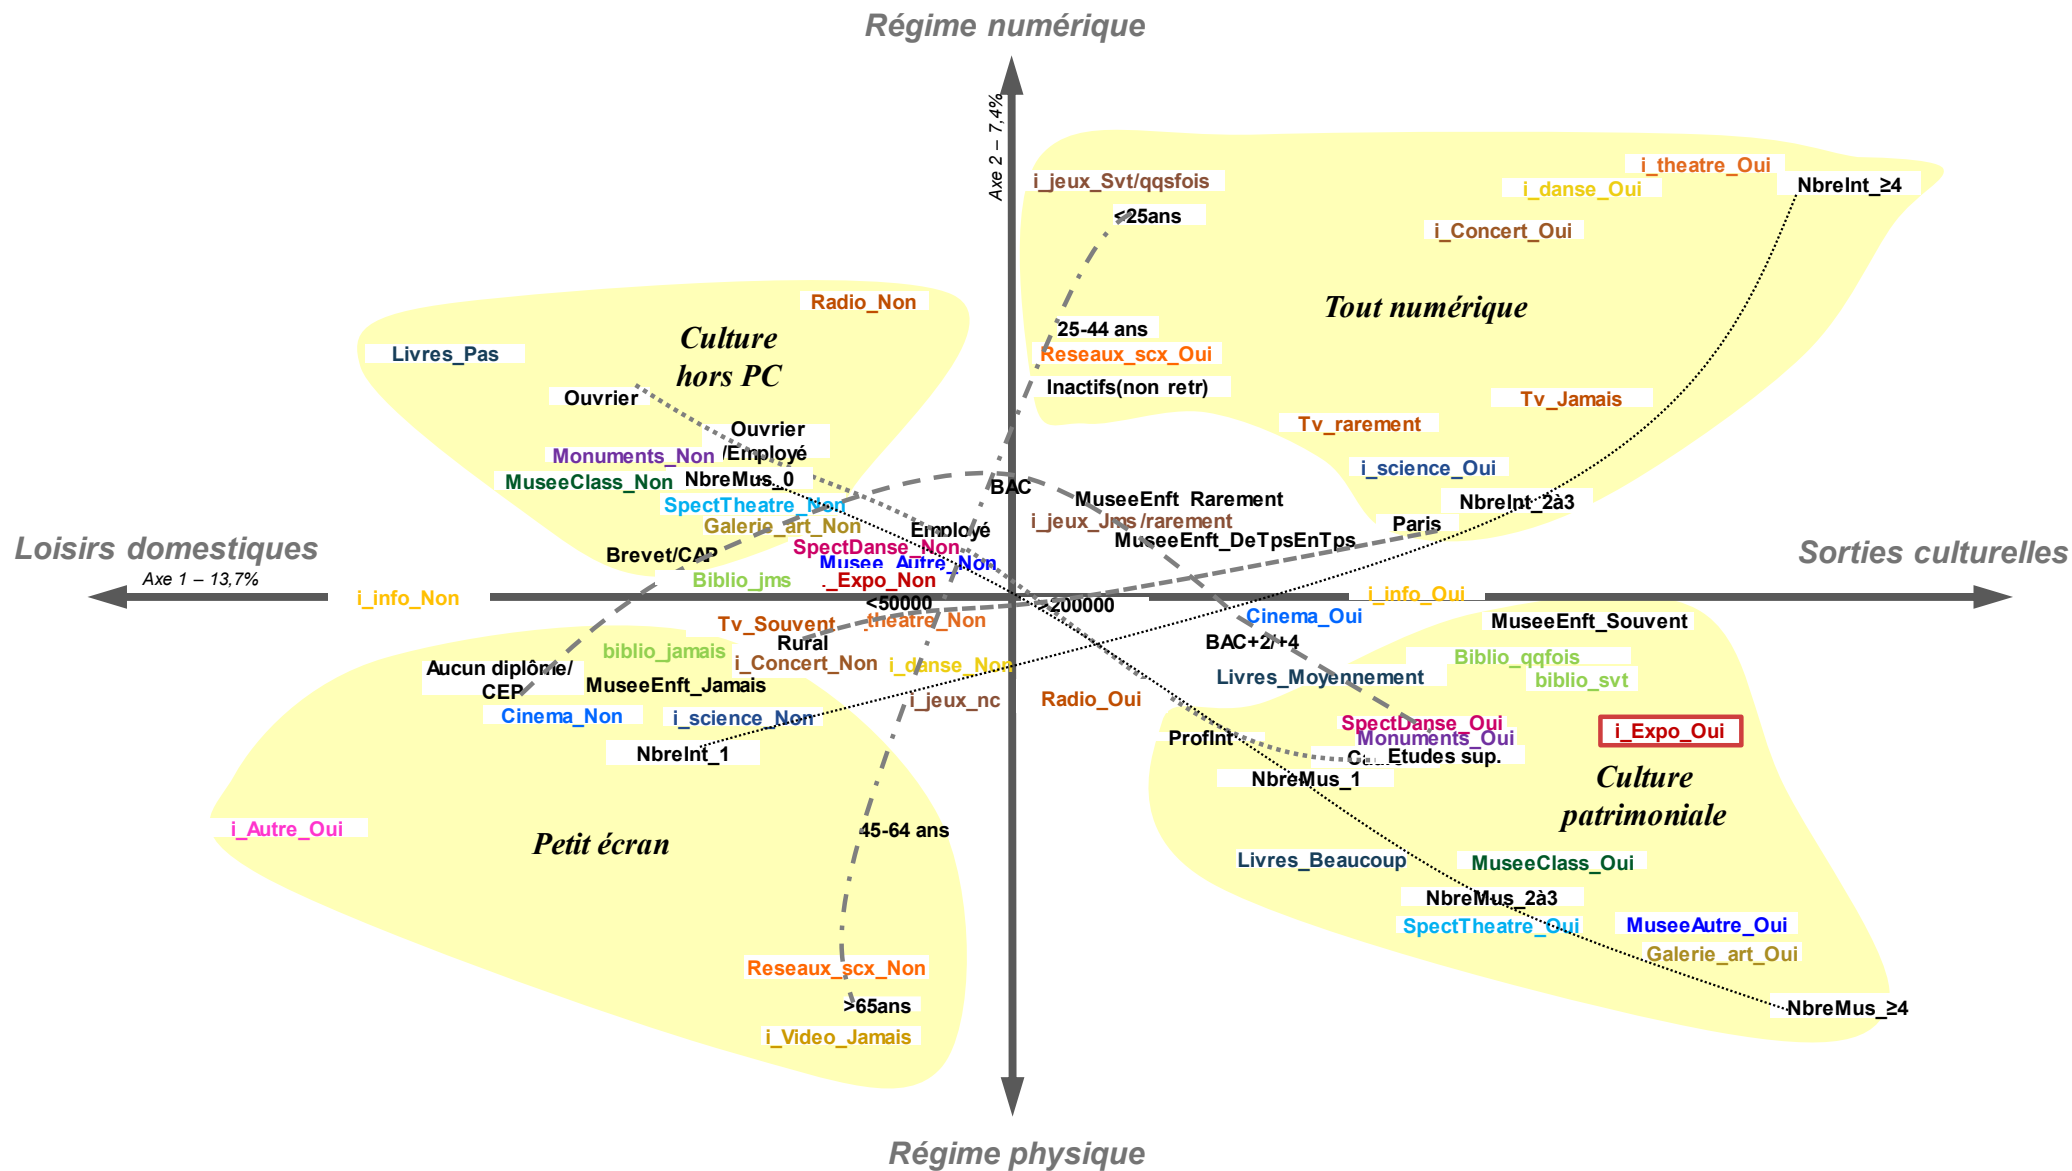 Régime numérique
Axe 2 – 7,4%
i_theatre_Oui
i_jeux_Svt/qqsfois
i_danse_Oui
NbreInt_≥4
<25ans
i_Concert_Oui
Radio_Non
Tout numérique
Culture
hors PC
25-44 ans
Livres_Pas
Reseaux_scx_Oui
Inactifs(non retr)
Ouvrier
Tv_Jamais
Tv_rarement
Ouvrier
/Employé
Monuments_Non
i_science_Oui
MuseeClass_Non
NbreMus_0
BAC
MuseeEnft_Rarement
NbreInt_2à3
SpectTheatre_Non
Galerie_art_Non
Employé
i_jeux_Jms/rarement
Paris
MuseeEnft_DeTpsEnTps
Loisirs domestiques
Sorties culturelles
SpectDanse_Non
Brevet/CAP
Musee_Autre_Non
Axe 1 – 13,7%
Biblio_jms
_Expo_Non
i_info_Non
i_info_Oui
<50000
>200000
Cinema_Oui
Tv_Souvent
theatre_Non
MuseeEnft_Souvent
Rural
BAC+2/+4
biblio_jamais
i_Concert_Non
i_danse_Non
Biblio_qqfois
Aucun diplôme/
CEP
MuseeEnft_Jamais
Livres_Moyennement
biblio_svt
i_jeux_nc
Radio_Oui
Cinema_Non
i_science_Non
SpectDanse_Oui
i_Expo_Oui
ProfInt
Monuments_Oui
NbreInt_1
Etudes sup.
NbreMus_1
Culture
patrimoniale
i_Autre_Oui
45-64 ans
Petit écran
Livres_Beaucoup
MuseeClass_Oui
NbreMus_2à3
SpectTheatre_Oui
MuseeAutre_Oui
Galerie_art_Oui
Reseaux_scx_Non
>65ans
NbreMus_≥4
i_Video_Jamais
Régime physique